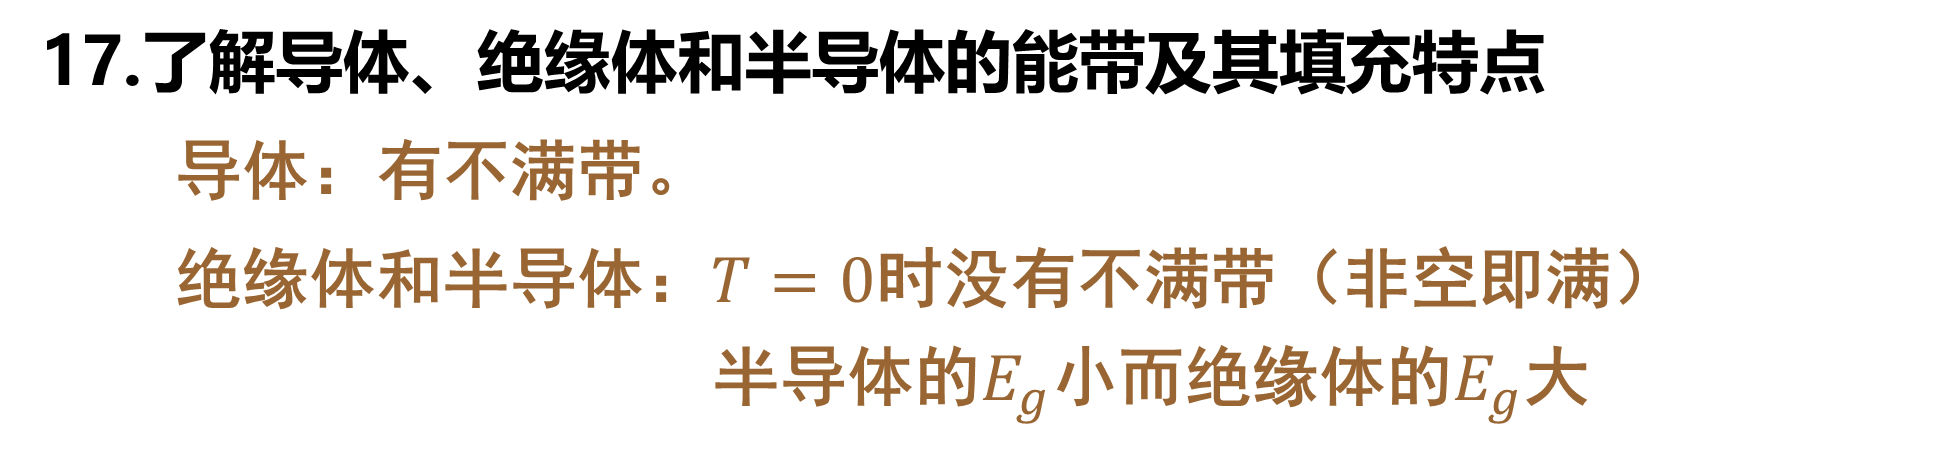 17.了解导体、绝缘体和半导体的能带及其填充特点
导体：有不满带。
绝缘体和半导体：T = 0时没有不满带（非空即满）
半导体的E_g小而绝缘体的E_g大